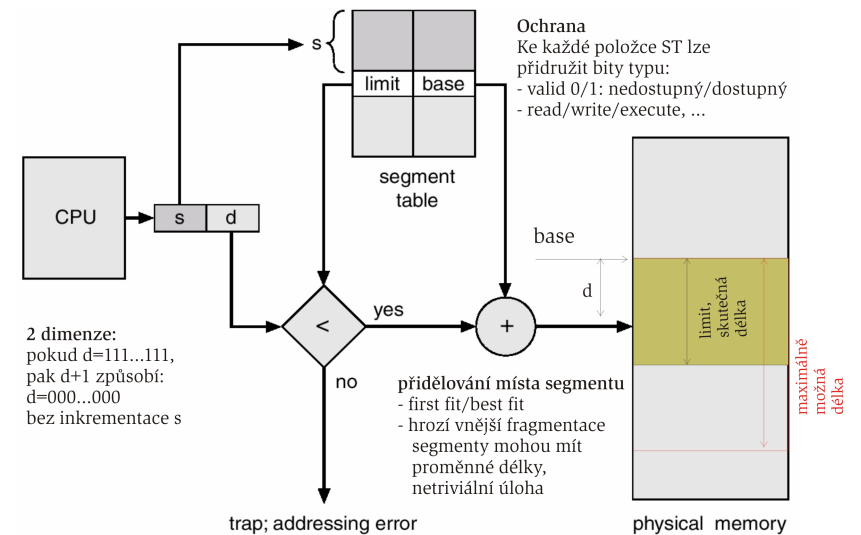 s
limit
base
segment
table
Ochrana
Ke každé položce ST lze
přidružit bity typu:
- valid 0/1: nedostupný/dostupný
- read/write/execute, ...
CPU
s
d
base
d
limit,
skutečná
délka
maximálně
možná
délka
<
yes
+
no
2 dimenze:
pokud d=111...111,
pak d+1 způsobí:
d=000...000
bez inkrementace s
přidělování místa segmentu
- first fit/best fit
- hrozí vnější fragmentace
segmenty mohou mít
proměnné délky,
netriviální úloha
trap; addressing error
physical memory